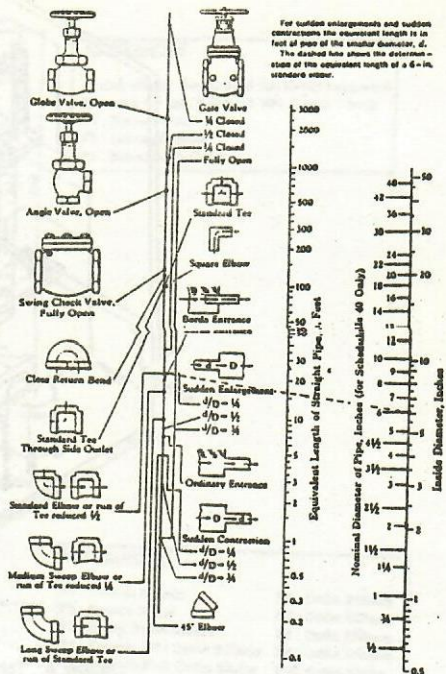 For sudden enlargements and sudden
contractions the equivalent length is in
feet of pipe of the smaller diameter, d.
The dashed line shows the determin-
ation of the equivalent length of a 6-in.
standard elbow.
Globe Valve, Open
Gate Valve
¾ Closed
½ Closed
¼ Closed
Fully Open
Angle Valve, Open
Standard Tee
Square Elbow
Swing Check Valve,
Fully Open
Borda Entrance
Close Return Bend
d
D
Sudden Enlargement
d/D = ¼
d/D = ½
d/D = ¾
Standard Tee
Through Side Outlet
Ordinary Entrance
Standard Elbow or run of
Tee reduced ½
D
Sudden Contraction
d/D = ¼
d/D = ½
d/D = ¾
Medium Sweep Elbow or
run of Tee reduced ¼
45° Elbow
Long Sweep Elbow or
run of Standard Tee
3000
2000
1000
500
300
200
100
50
30
20
10
5
3
2
1
0.5
0.3
0.2
0.1
Equivalent Length of Straight Pipe, Feet
48
42
36
30
24
22
20
18
16
14
12
10
9
8
7
6
5
4½
4
3½
3
2½
2
1½
1¼
1
¾
½
Nominal Diameter of Pipe, Inches (for Schedule 40 Only)
50
30
20
10
5
3
2
1
0.5
Inside Diameter, Inches